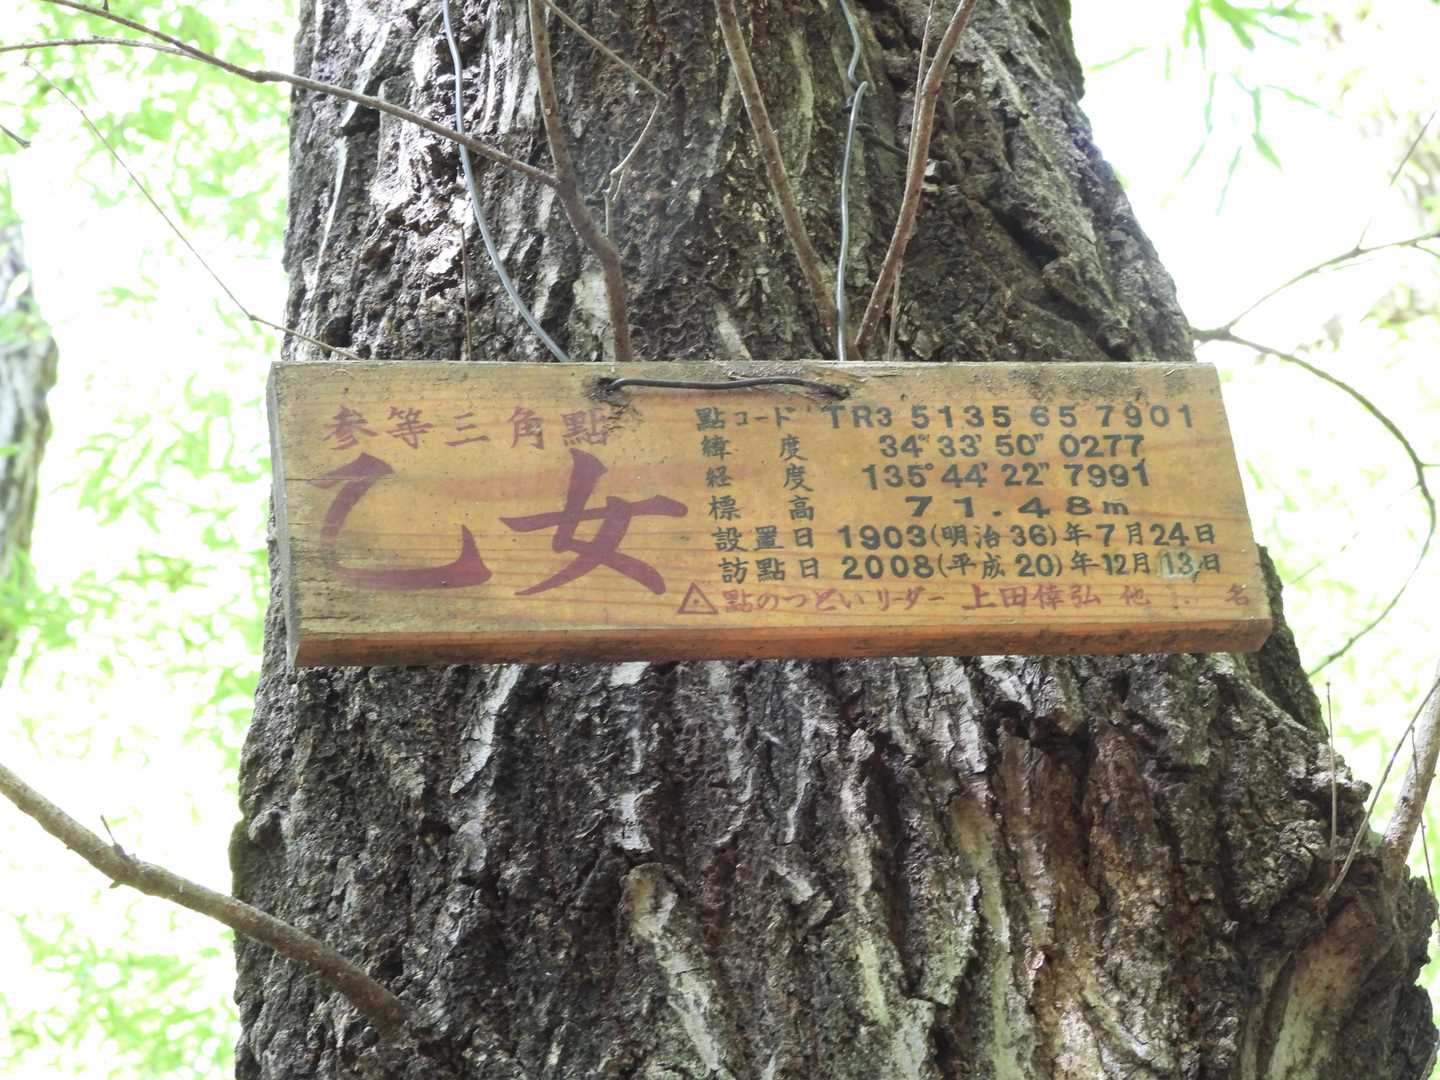 参等三角點
乙女
點コード TR3 5135 65 7901
緯度 34°33'50"0277
経度 135°44'22"7991
標高 71.48m
設置日 1903(明治36)年7月24日
訪點日 2008(平成20)年12月13日
點のつどい リーダー 上田倖弘 他 名